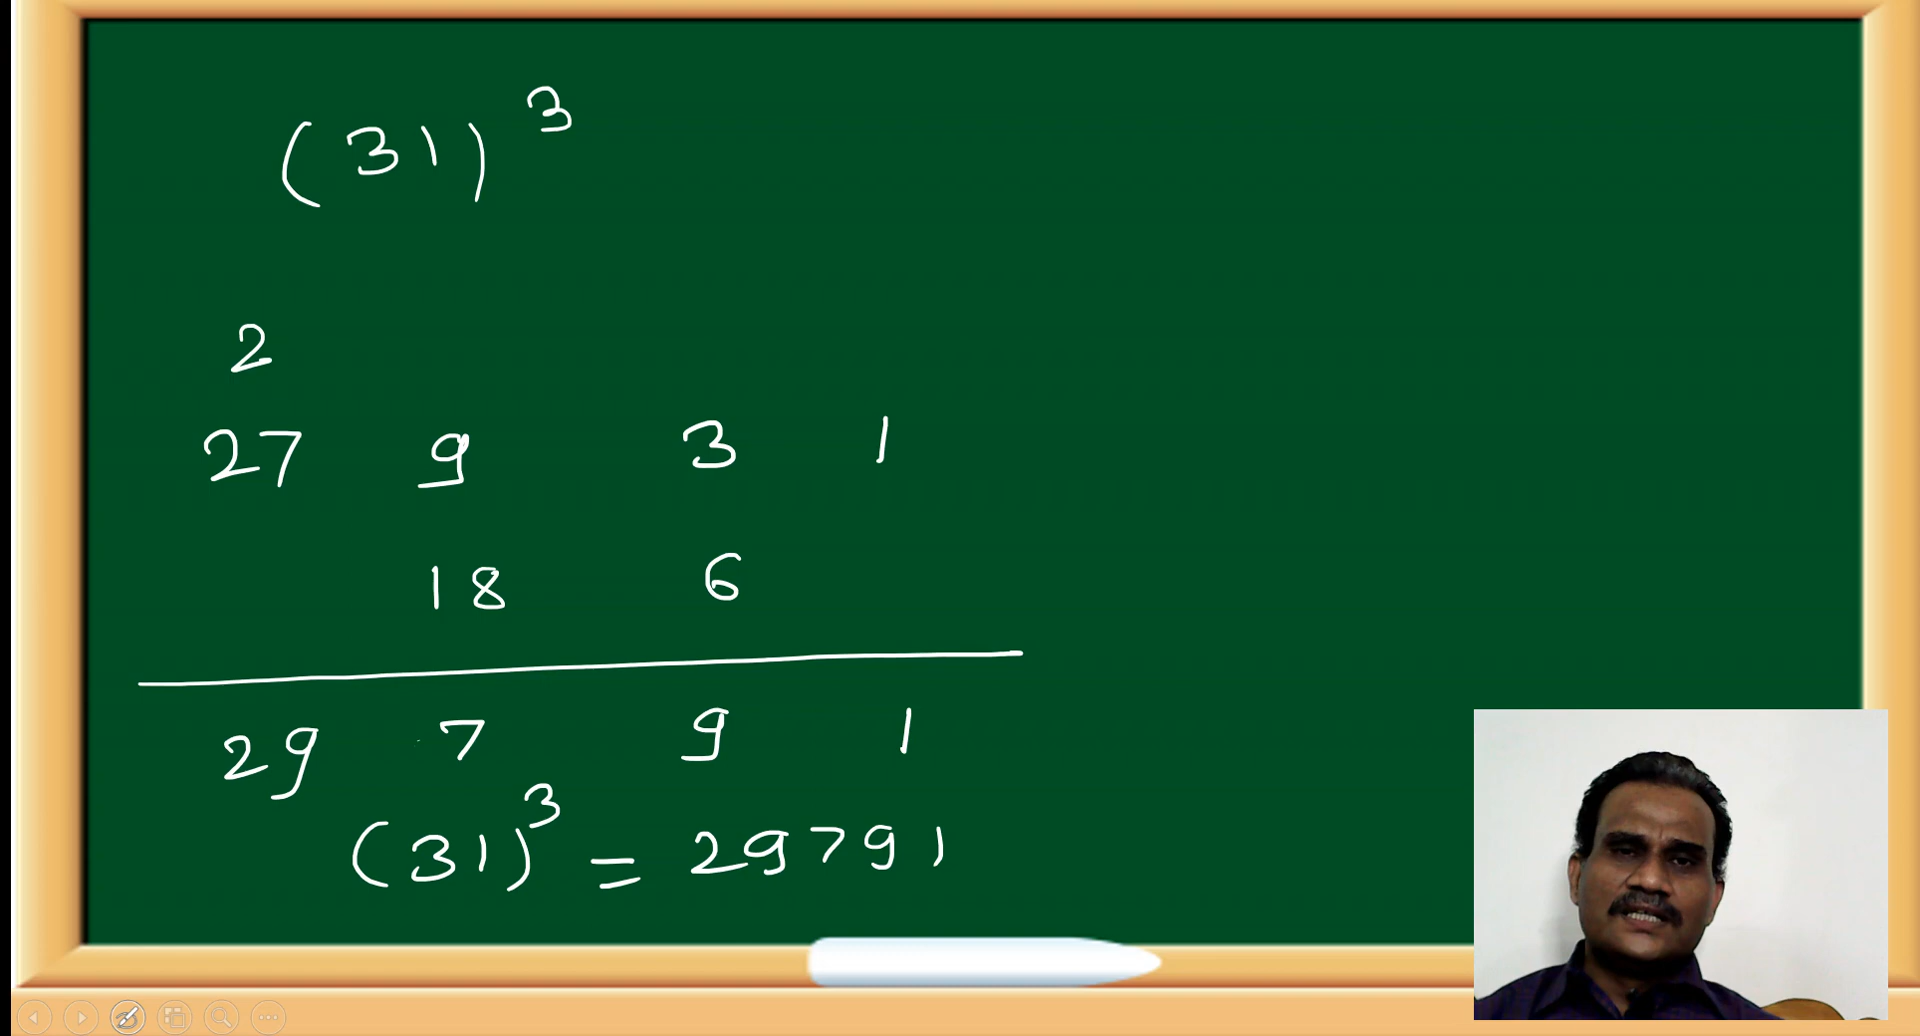 (31)³
2
27 9 3 1
18 6
29 7 9 1
(31)³ = 29791